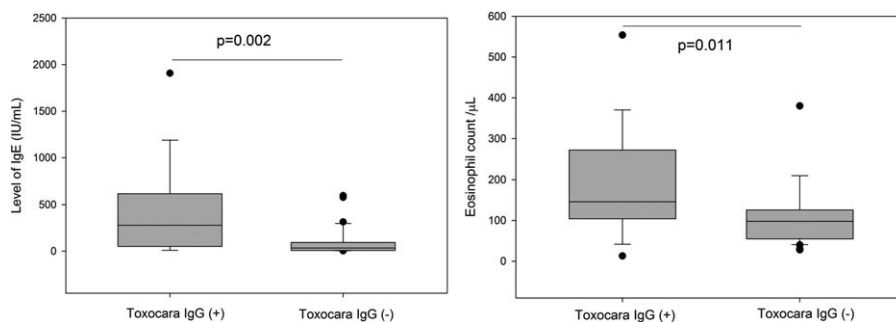 2500
2000
1500
1000
500
0
Level of IgE (IU/mL)
p=0.002
Toxocara IgG (+)
Toxocara IgG (-)
600
500
400
300
200
100
0
Eosinophil count /μL
p=0.011
Toxocara IgG (+)
Toxocara IgG (-)